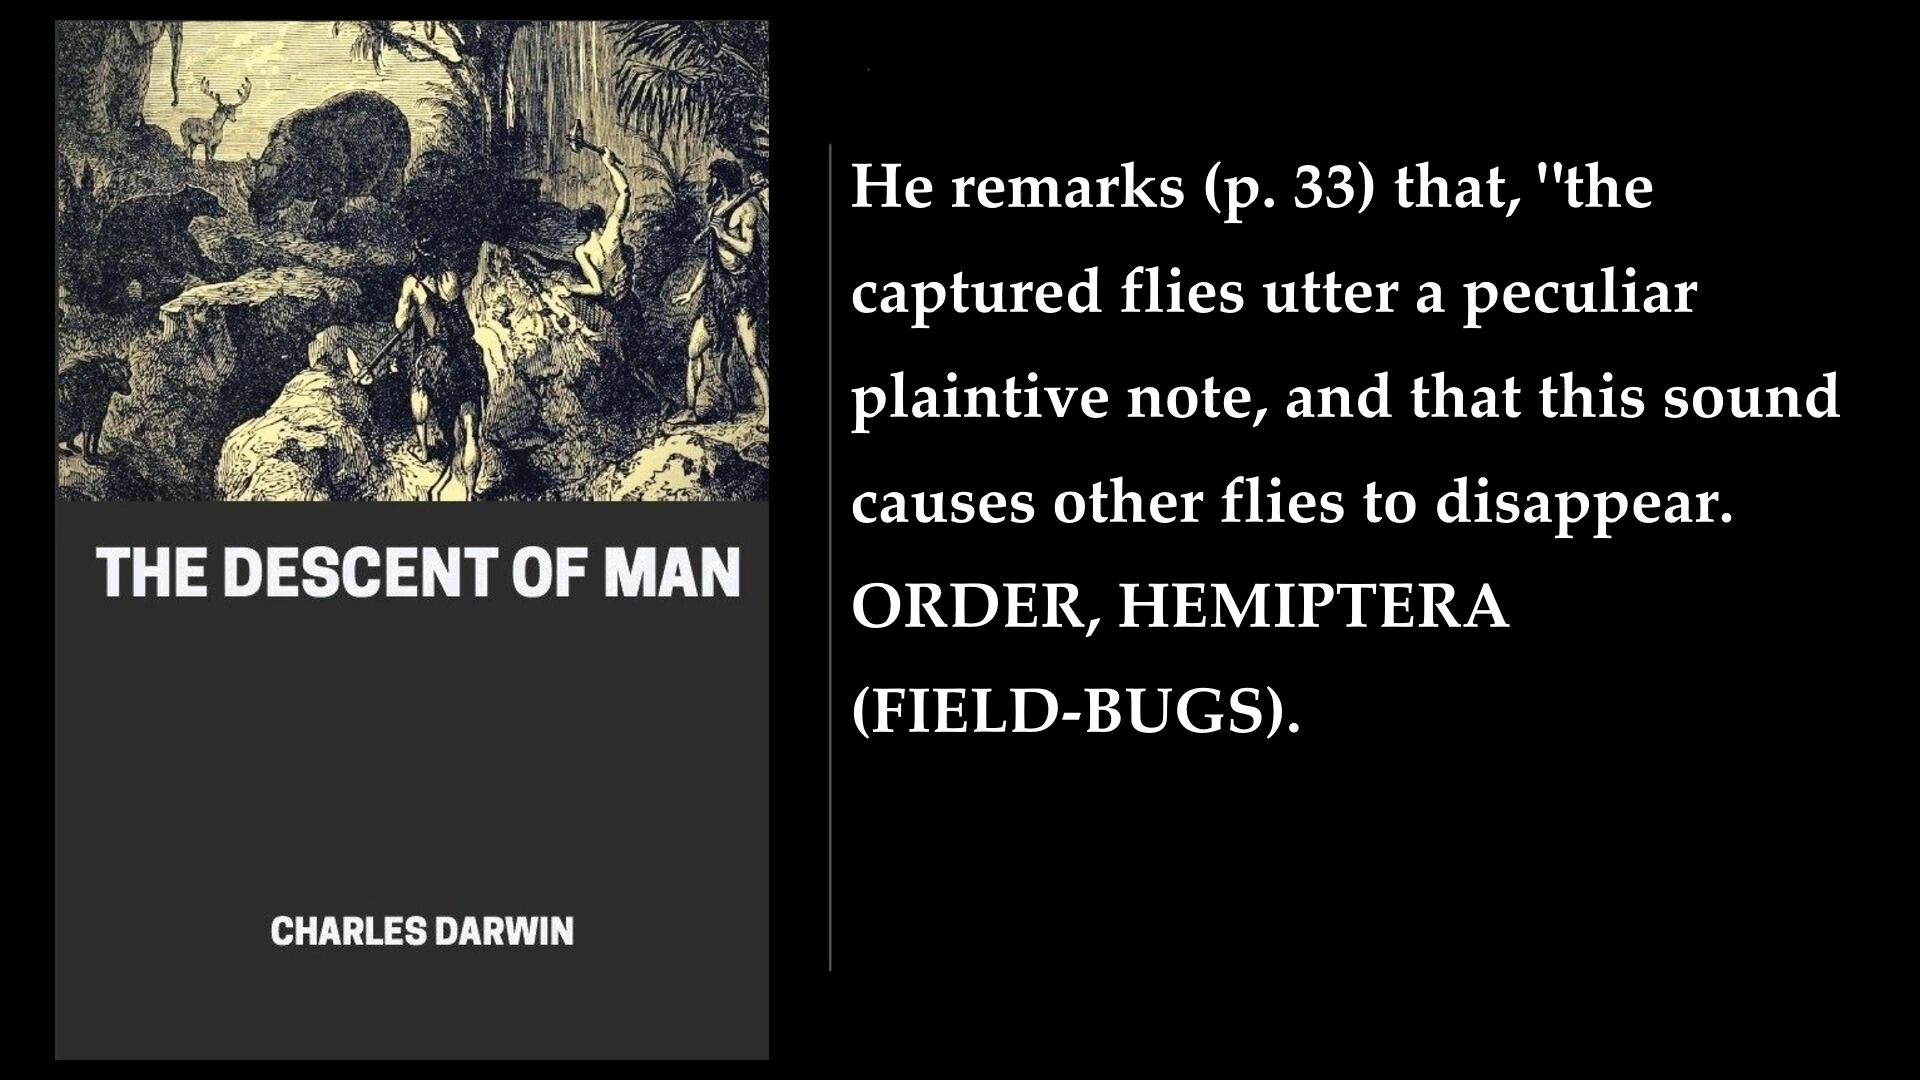 THE DESCENT OF MAN
CHARLES DARWIN
He remarks (p. 33) that, "the
captured flies utter a peculiar
plaintive note, and that this sound
causes other flies to disappear.
ORDER, HEMIPTERA
(FIELD-BUGS).